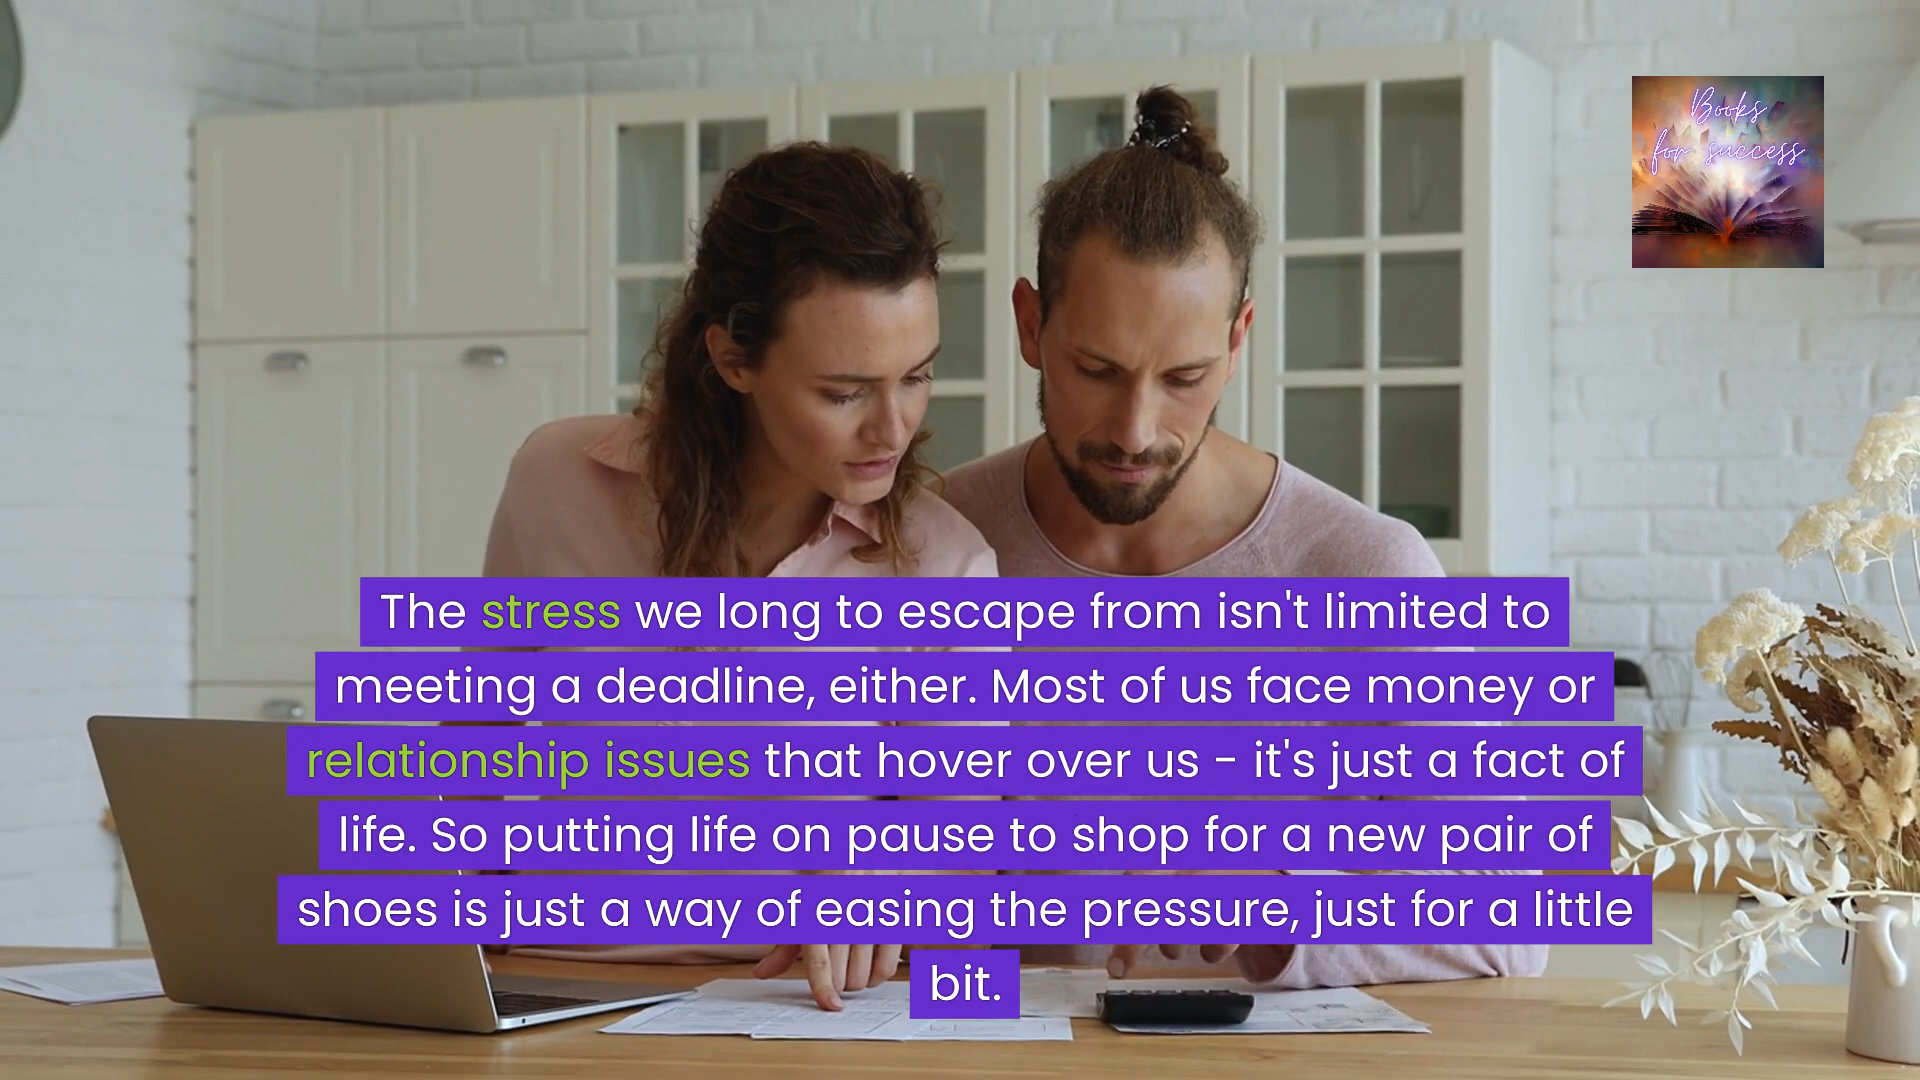 Books
for success
The stress we long to escape from isn't limited to
meeting a deadline, either. Most of us face money or
relationship issues that hover over us - it's just a fact of
life. So putting life on pause to shop for a new pair of
shoes is just a way of easing the pressure, just for a little
bit.